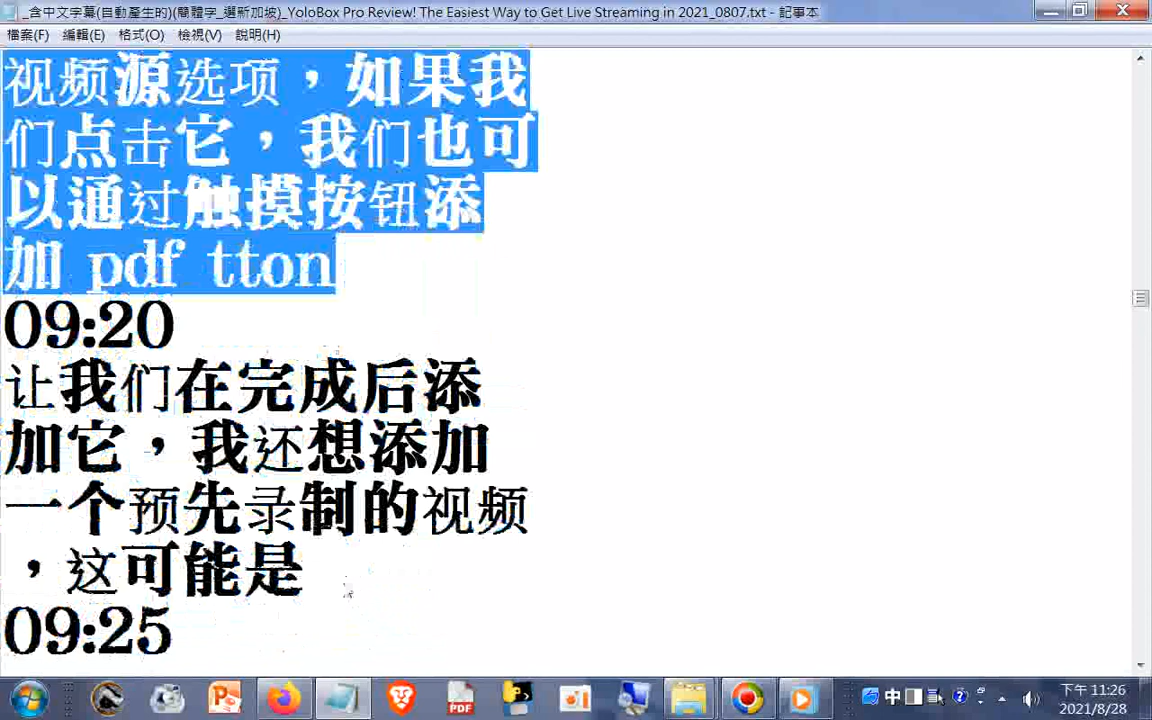 _含中文字幕(自動產生的)(簡體字_選新加坡)_YoloBox Pro Review! The Easiest Way to Get Live Streaming in 2021_0807.txt - 記事本
檔案(F) 編輯(E) 格式(O) 檢視(V) 說明(H)
视频源选项，如果我
们点击它，我们也可
以通过触摸按钮添
加 pdf tton
09:20
让我们在完成后添
加它，我还想添加
一个预先录制的视频
，这可能是
09:25
中
下午 11:26
2021/8/28